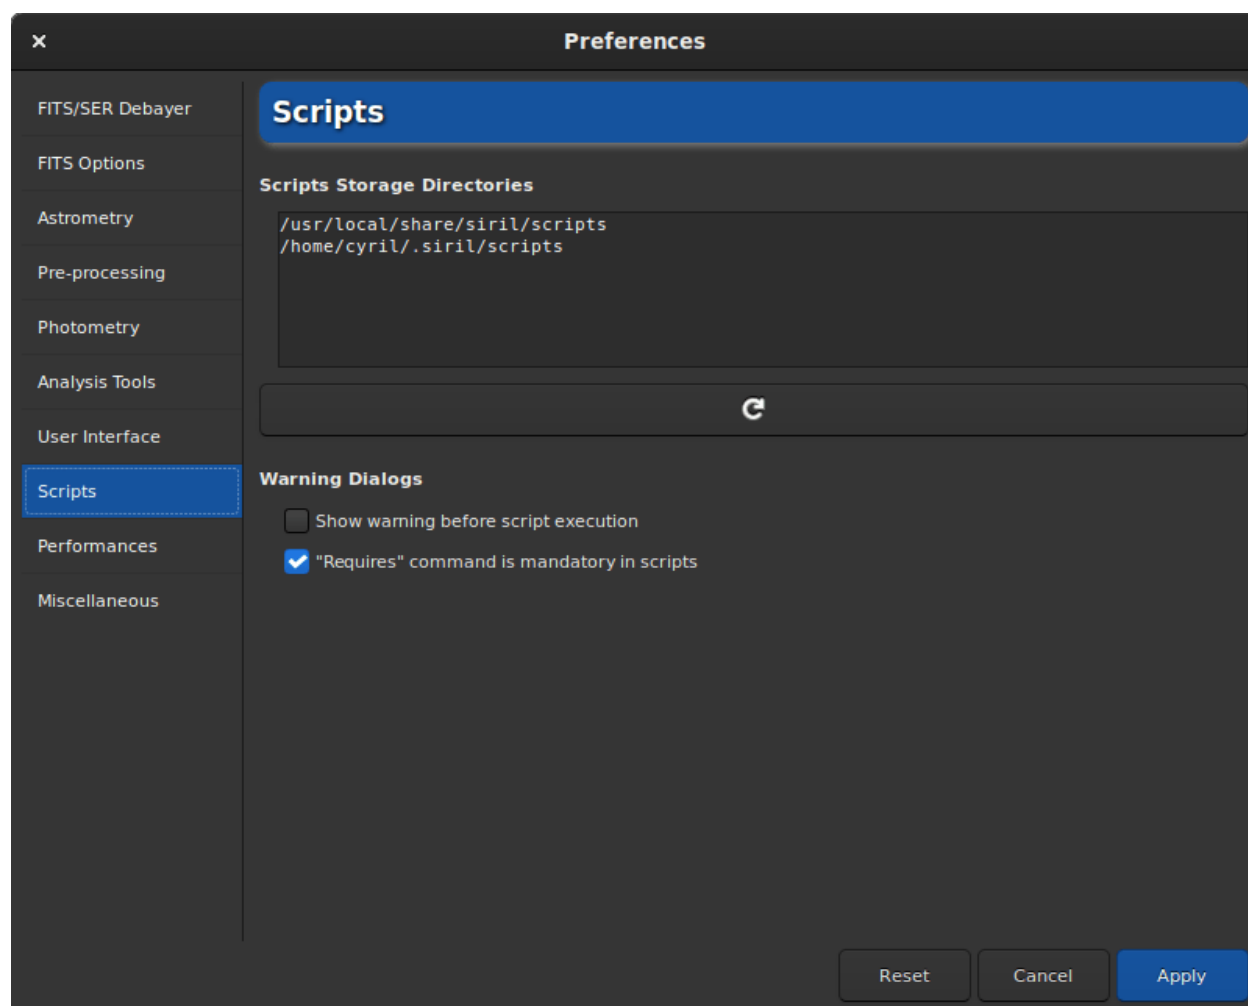 Preferences
FITS/SER Debayer
FITS Options
Astrometry
Pre-processing
Photometry
Analysis Tools
User Interface
Scripts
Performances
Miscellaneous
Scripts
Scripts Storage Directories
/usr/local/share/siril/scripts
/home/cyril/.siril/scripts
Warning Dialogs
Show warning before script execution
"Requires" command is mandatory in scripts
Reset
Cancel
Apply